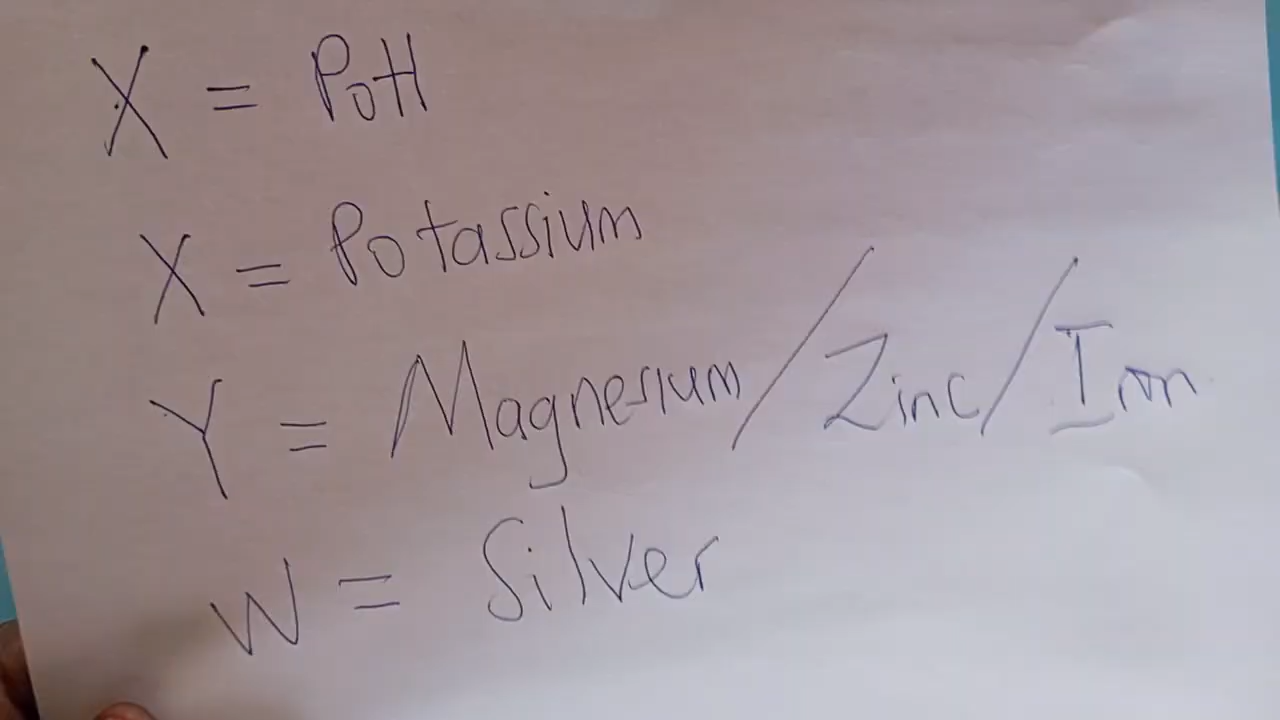 X = PotH
X = Potassium
Y = Magnesium/Zinc/Iron
W = Silver